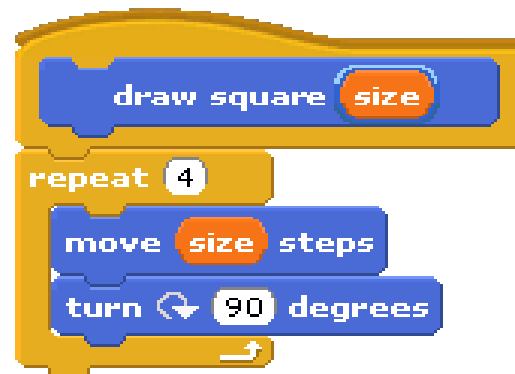 draw square size
repeat 4
move size steps
turn 90 degrees